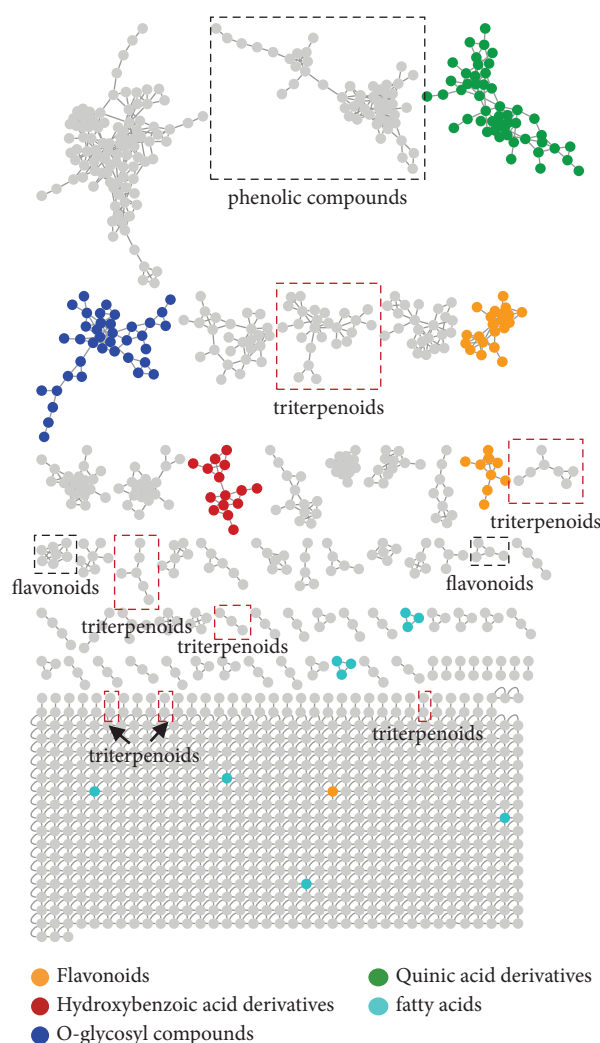 phenolic compounds
triterpenoids
triterpenoids
flavonoids
flavonoids
triterpenoids
triterpenoids
triterpenoids
triterpenoids
Flavonoids
Quinic acid derivatives
Hydroxybenzoic acid derivatives
fatty acids
O-glycosyl compounds